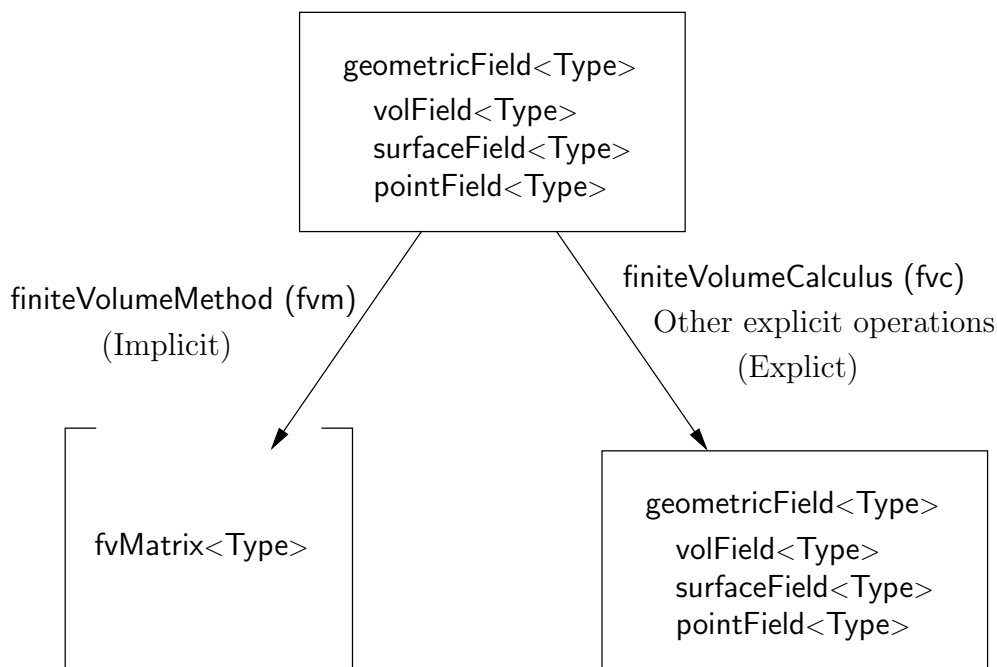 geometricField<Type>
volField<Type>
surfaceField<Type>
pointField<Type>
finiteVolumeMethod (fvm)
(Implicit)
finiteVolumeCalculus (fvc)
Other explicit operations
(Explict)
fvMatrix<Type>
geometricField<Type>
volField<Type>
surfaceField<Type>
pointField<Type>